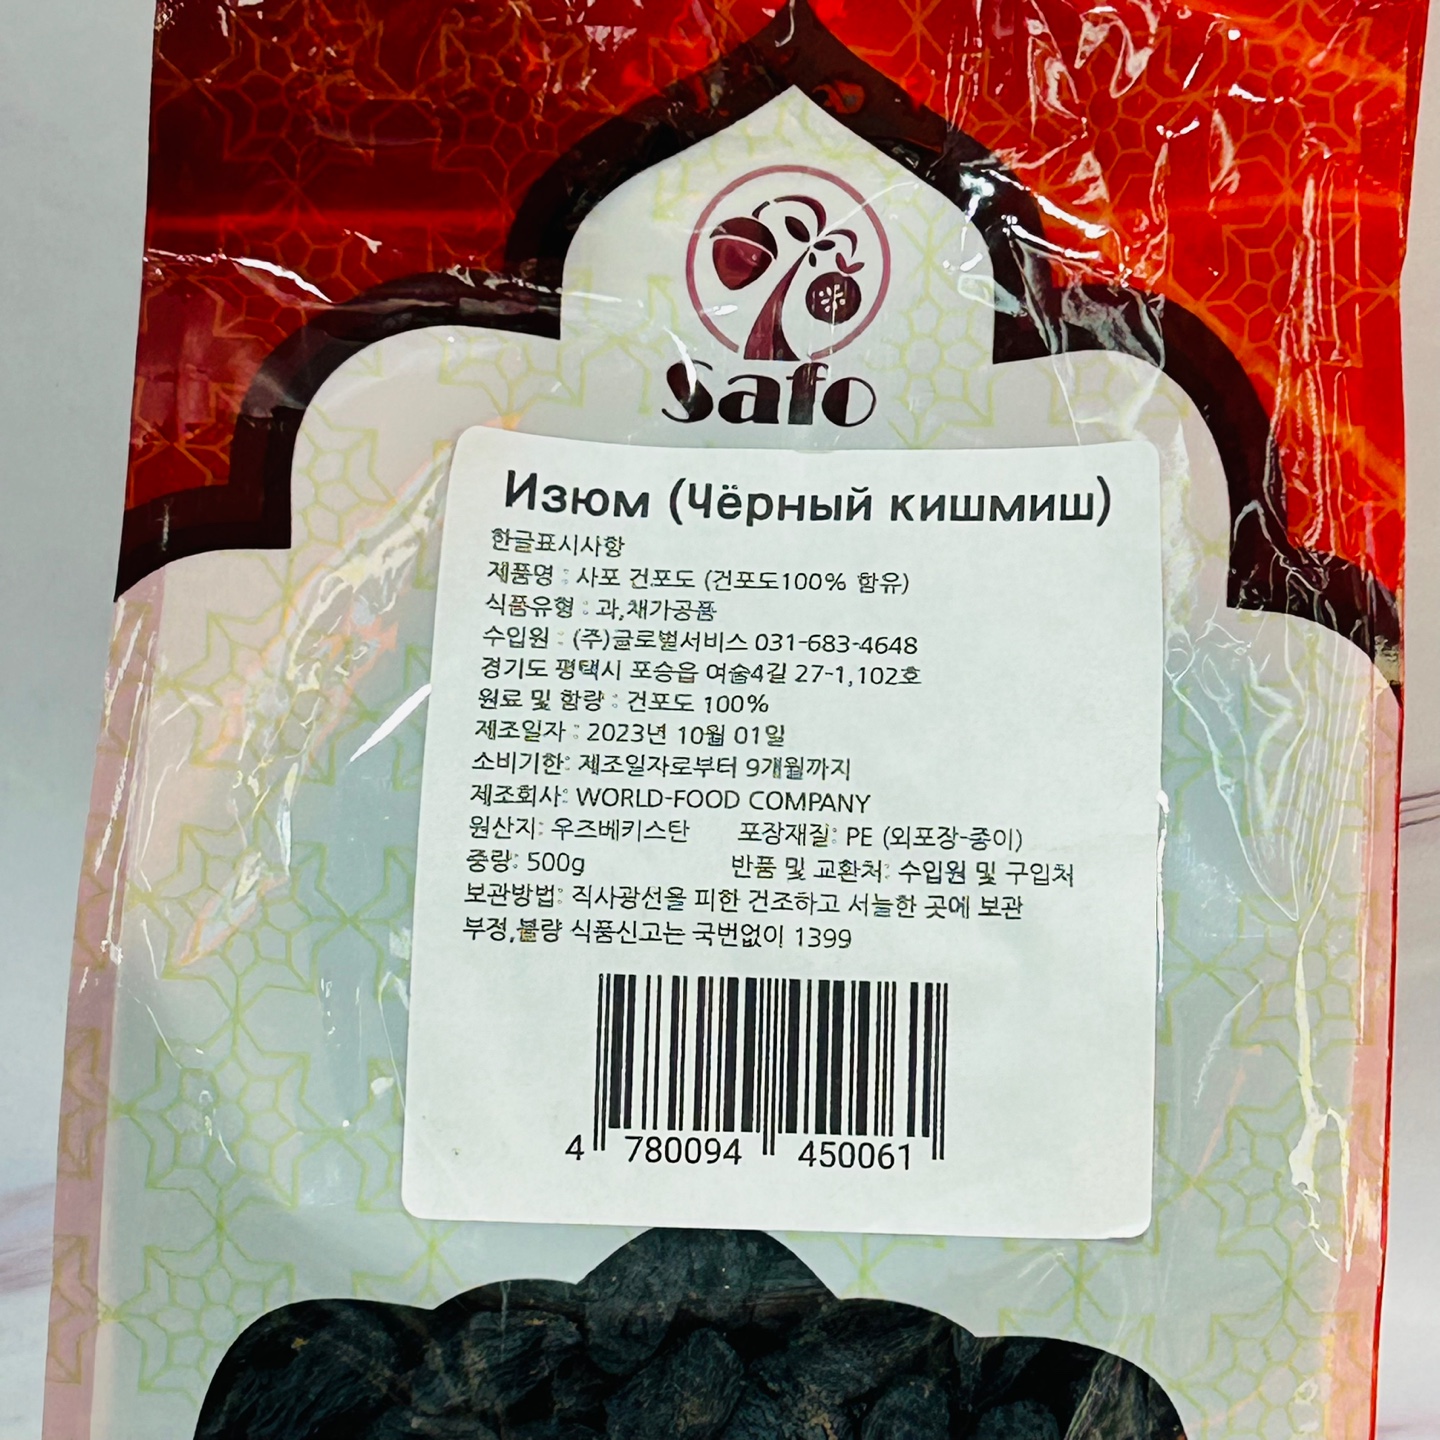 Safo
Изюм (Чёрный кишмиш)
한글표시사항
제품명 : 사포 건포도 (건포도100% 함유)
식품유형 : 과,채가공품
수입원 : (주)글로벌서비스 031-683-4648
경기도 평택시 포승읍 여술4길 27-1,102호
원료 및 함량 : 건포도 100%
제조일자 : 2023년 10월 01일
소비기한: 제조일자로부터 9개월까지
제조회사: WORLD-FOOD COMPANY
원산지: 우즈베키스탄 포장재질: PE (외포장-종이)
중량: 500g 반품 및 교환처: 수입원 및 구입처
보관방법: 직사광선을 피한 건조하고 서늘한 곳에 보관
부정,불량 식품신고는 국번없이 1399
4 780094 450061